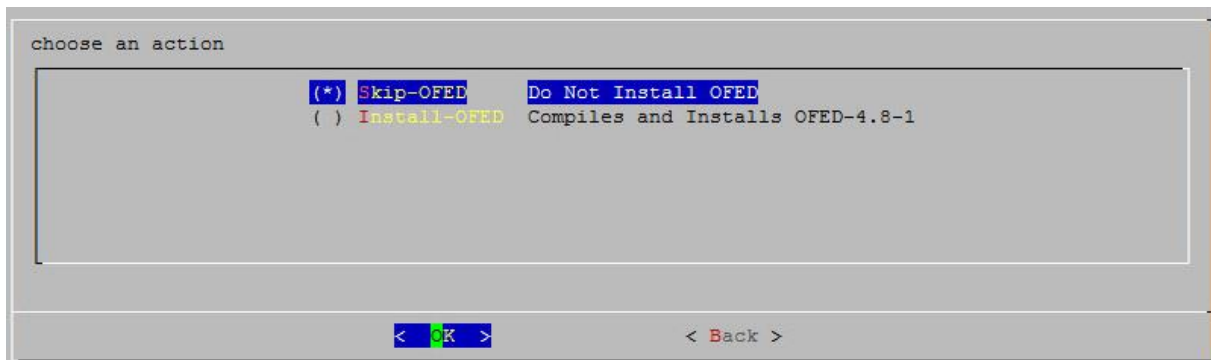 choose an action
(*) Skip-OFED Do Not Install OFED
( ) Install-OFED Compiles and Installs OFED-4.8-1
< OK > < Back >